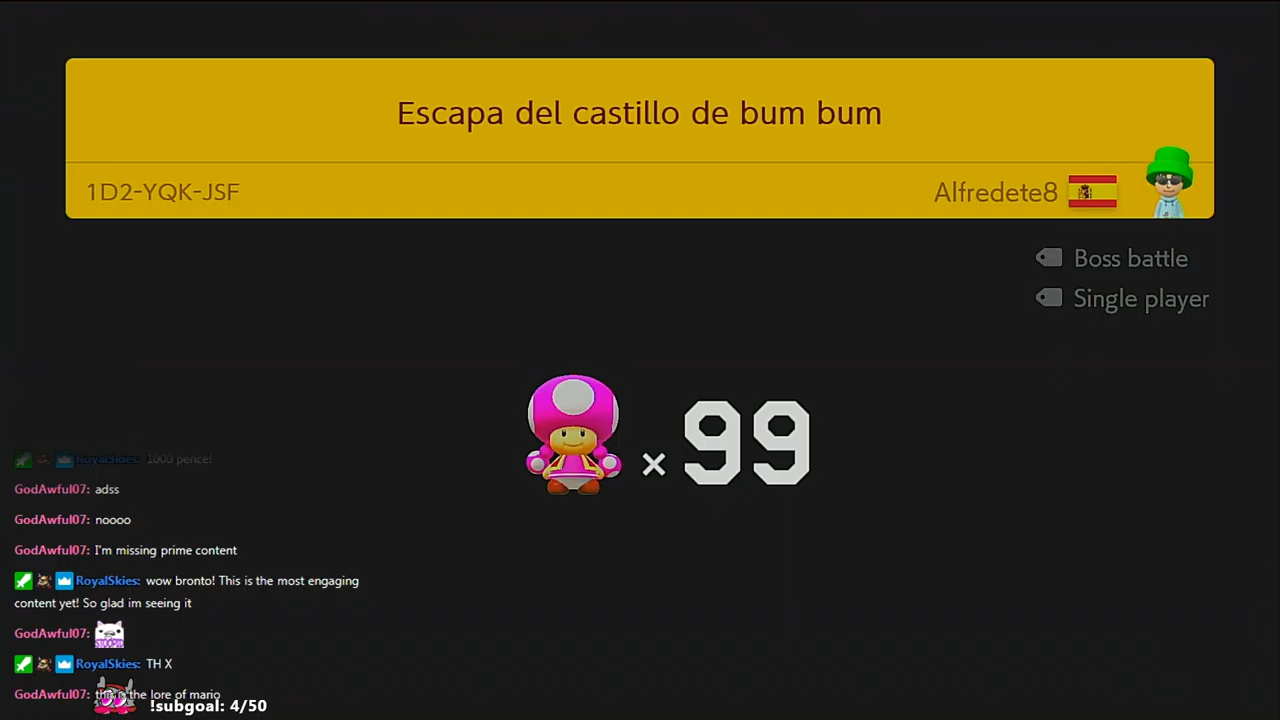 Escapa del castillo de bum bum
1D2-YQK-JSF
Alfredete8
Boss battle
Single player
× 99
RoyalSkies: 1000 pence!
GodAwful07: adss
GodAwful07: noooo
GodAwful07: I'm missing prime content
RoyalSkies: wow bronto! This is the most engaging
content yet! So glad im seeing it
GodAwful07:
RoyalSkies: TH X
GodAwful07: this is the lore of mario
!subgoal: 4/50